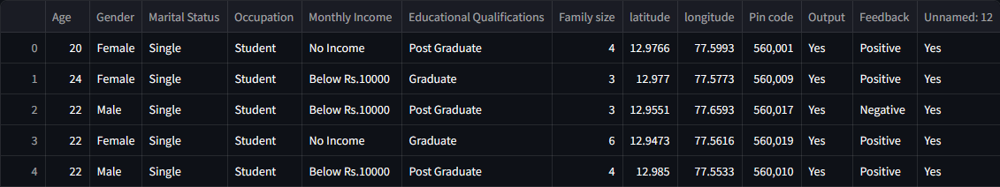 Age Gender Marital Status Occupation Monthly Income Educational Qualifications Family size latitude longitude Pin code Output Feedback Unnamed: 12
0 20 Female Single Student No Income Post Graduate 4 12.9766 77.5993 560,001 Yes Positive Yes
1 24 Female Single Student Below Rs.10000 Graduate 3 12.977 77.5773 560,009 Yes Positive Yes
2 22 Male Single Student Below Rs.10000 Post Graduate 3 12.9551 77.6593 560,017 Yes Negative Yes
3 22 Female Single Student No Income Graduate 6 12.9473 77.5616 560,019 Yes Positive Yes
4 22 Male Single Student Below Rs.10000 Post Graduate 4 12.985 77.5533 560,010 Yes Positive Yes